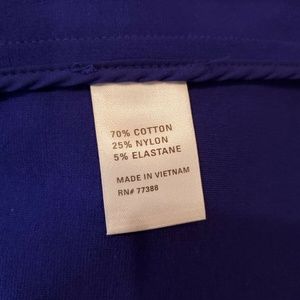 70% COTTON
25% NYLON
5% ELASTANE
MADE IN VIETNAM
RN# 77388